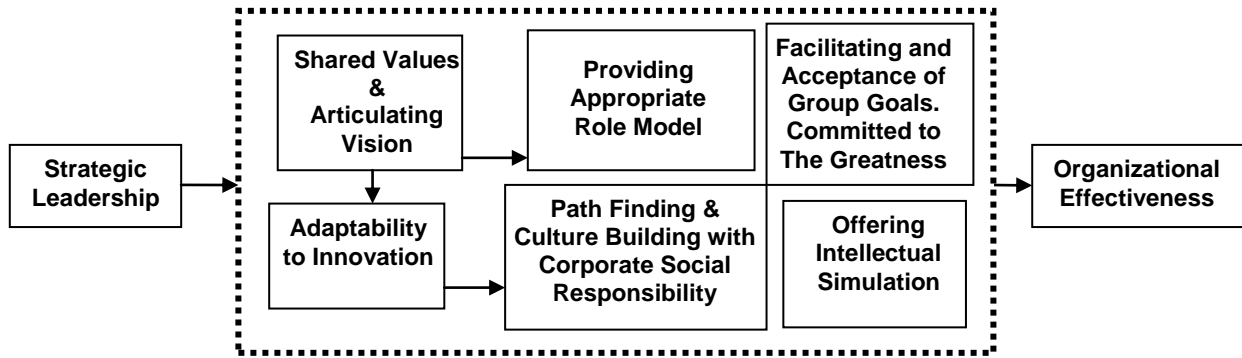 Strategic
Leadership
Shared Values
&
Articulating
Vision
Providing
Appropriate
Role Model
Facilitating and
Acceptance of
Group Goals.
Committed to
The Greatness
Adaptability
to Innovation
Path Finding &
Culture Building with
Corporate Social
Responsibility
Offering
Intellectual
Simulation
Organizational
Effectiveness